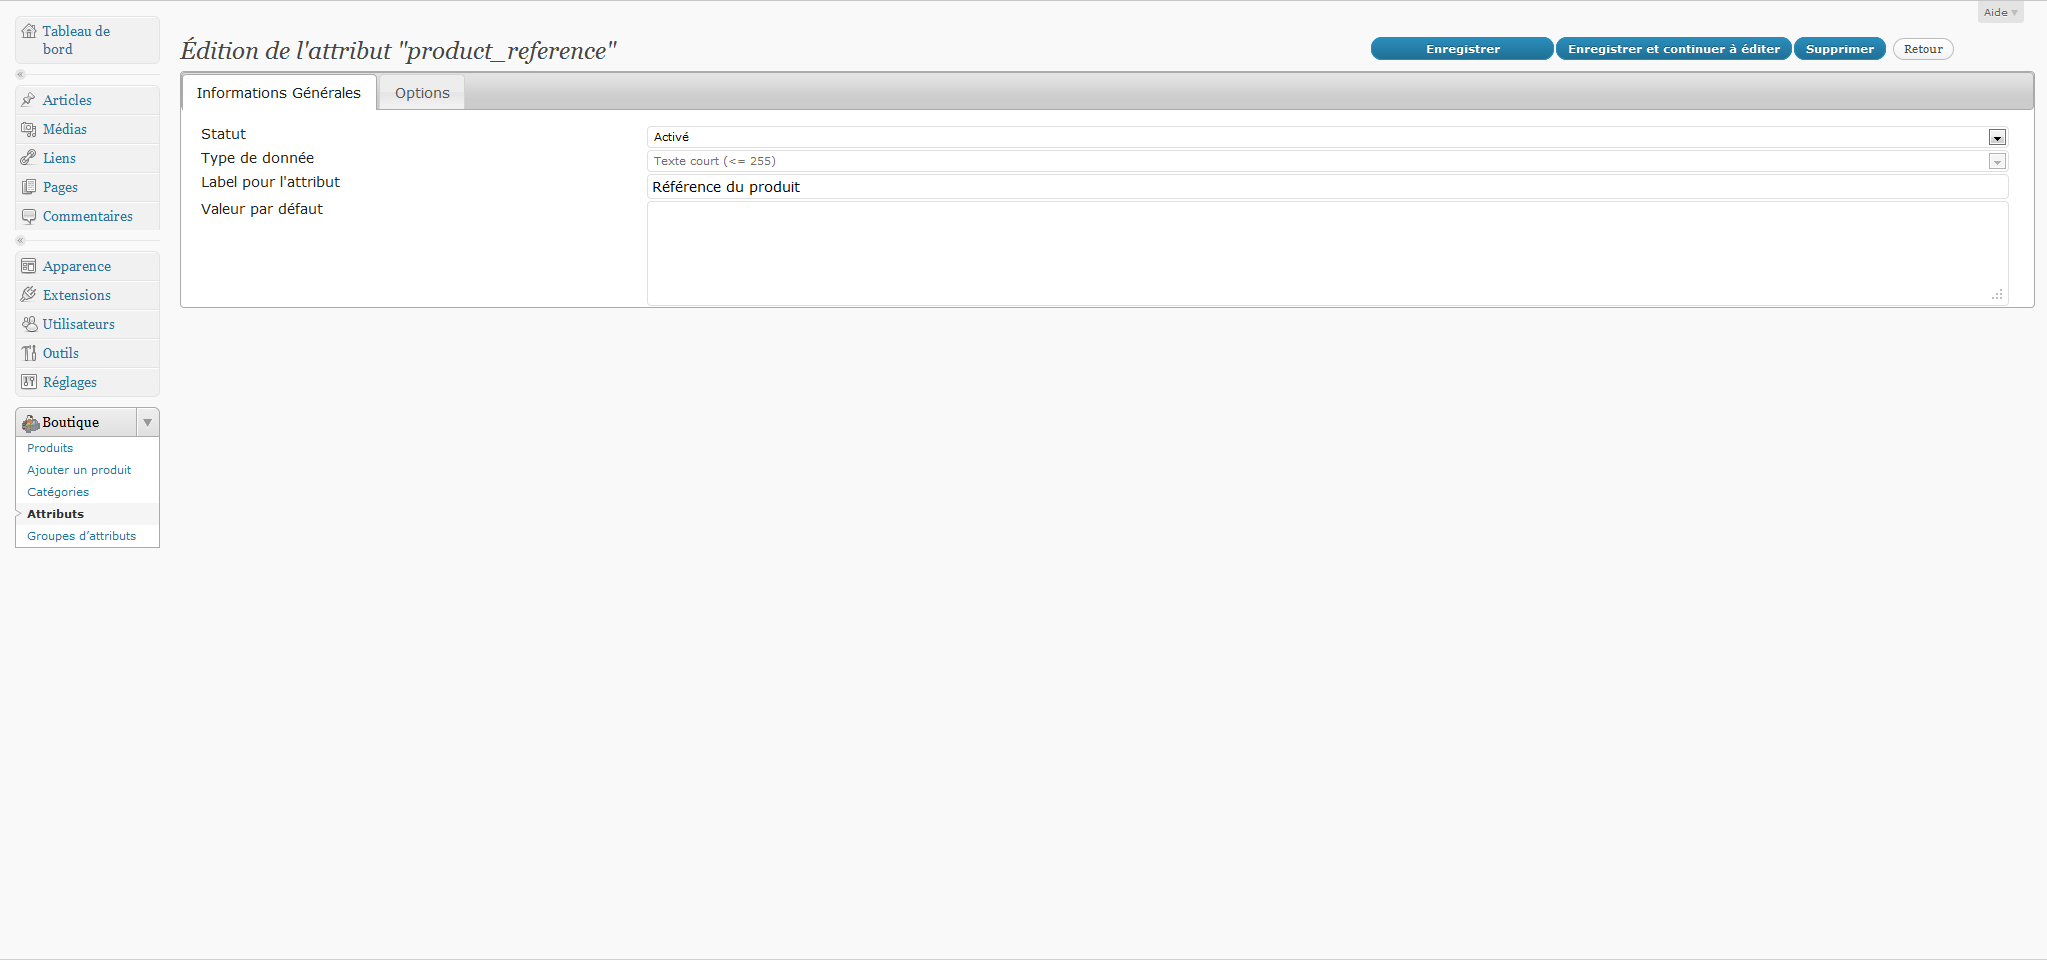 Aide
Tableau de
bord
Édition de l'attribut "product_reference"
Enregistrer
Enregistrer et continuer à éditer
Supprimer
Retour
Informations Générales
Options
Articles
Médias
Liens
Pages
Commentaires
Apparence
Extensions
Utilisateurs
Outils
Réglages
Boutique
Produits
Ajouter un produit
Catégories
Attributs
Groupes d’attributs
Statut
Activé
Type de donnée
Texte court (<= 255)
Label pour l'attribut
Référence du produit
Valeur par défaut